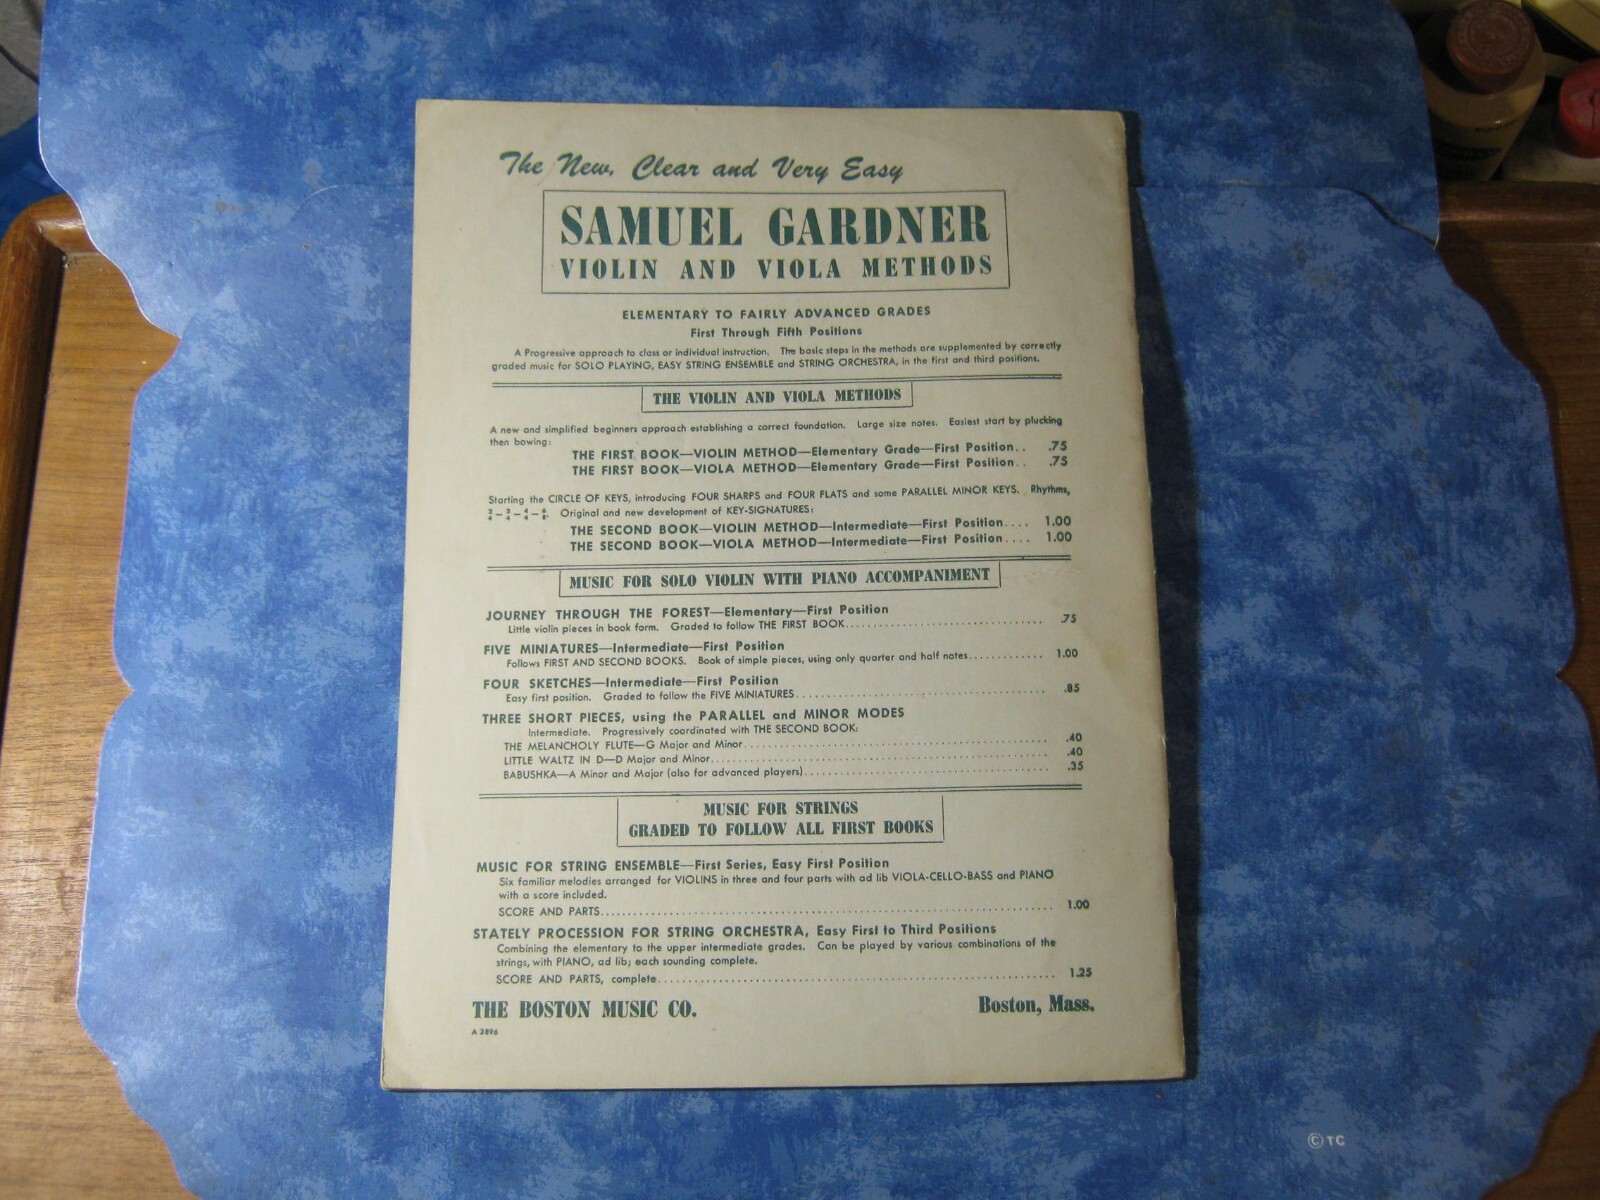 The New, Clear and Very Easy
SAMUEL GARDNER
VIOLIN AND VIOLA METHODS
ELEMENTARY TO FAIRLY ADVANCED GRADES
First Through Fifth Positions
A Progressive approach to class or individual instruction. The basic steps in the methods are supplemented by correctly
graded music for SOLO PLAYING, EASY STRING ENSEMBLE and STRING ORCHESTRA, in the first and third positions.
THE VIOLIN AND VIOLA METHODS
A new and simplified beginners approach establishing a correct foundation. Large size notes. Easiest start by plucking
then bowing:
THE FIRST BOOK—VIOLIN METHOD—Elementary Grade—First Position.. .75
THE FIRST BOOK—VIOLA METHOD—Elementary Grade—First Position.. .75
Starting the CIRCLE OF KEYS, introducing FOUR SHARPS and FOUR FLATS and some PARALLEL MINOR KEYS. Rhythms,
Original and new development of KEY-SIGNATURES:
THE SECOND BOOK—VIOLIN METHOD—Intermediate—First Position.... 1.00
THE SECOND BOOK—VIOLA METHOD—Intermediate—First Position.... 1.00
MUSIC FOR SOLO VIOLIN WITH PIANO ACCOMPANIMENT
JOURNEY THROUGH THE FOREST—Elementary—First Position
Little violin pieces in book form. Graded to follow THE FIRST BOOK.................................... .75
FIVE MINIATURES—Intermediate—First Position
Follows FIRST AND SECOND BOOKS. Book of simple pieces, using only quarter and half notes............. 1.00
FOUR SKETCHES—Intermediate—First Position
Easy first position. Graded to follow the FIVE MINIATURES............................................. .85
THREE SHORT PIECES, using the PARALLEL and MINOR MODES
Intermediate. Progressively coordinated with THE SECOND BOOK:
THE MELANCHOLY FLUTE—G Major and Minor....................................................... .40
LITTLE WALTZ IN D—D Major and Minor............................................................ .40
BABUSHKA—A Minor and Major (also for advanced players)............................................. .35
MUSIC FOR STRINGS
GRADED TO FOLLOW ALL FIRST BOOKS
MUSIC FOR STRING ENSEMBLE—First Series, Easy First Position
Six familiar melodies arranged for VIOLINS in three and four parts with ad lib VIOLA-CELLO-BASS and PIANO
with a score included.
SCORE AND PARTS.................................................................................. 1.00
STATELY PROCESSION FOR STRING ORCHESTRA, Easy First to Third Positions
Combining the elementary to the upper intermediate grades. Can be played by various combinations of the
strings, with PIANO, ad lib; each sounding complete.
SCORE AND PARTS, complete........................................................................ 1.25
THE BOSTON MUSIC CO. Boston, Mass.
A 2896
© TC